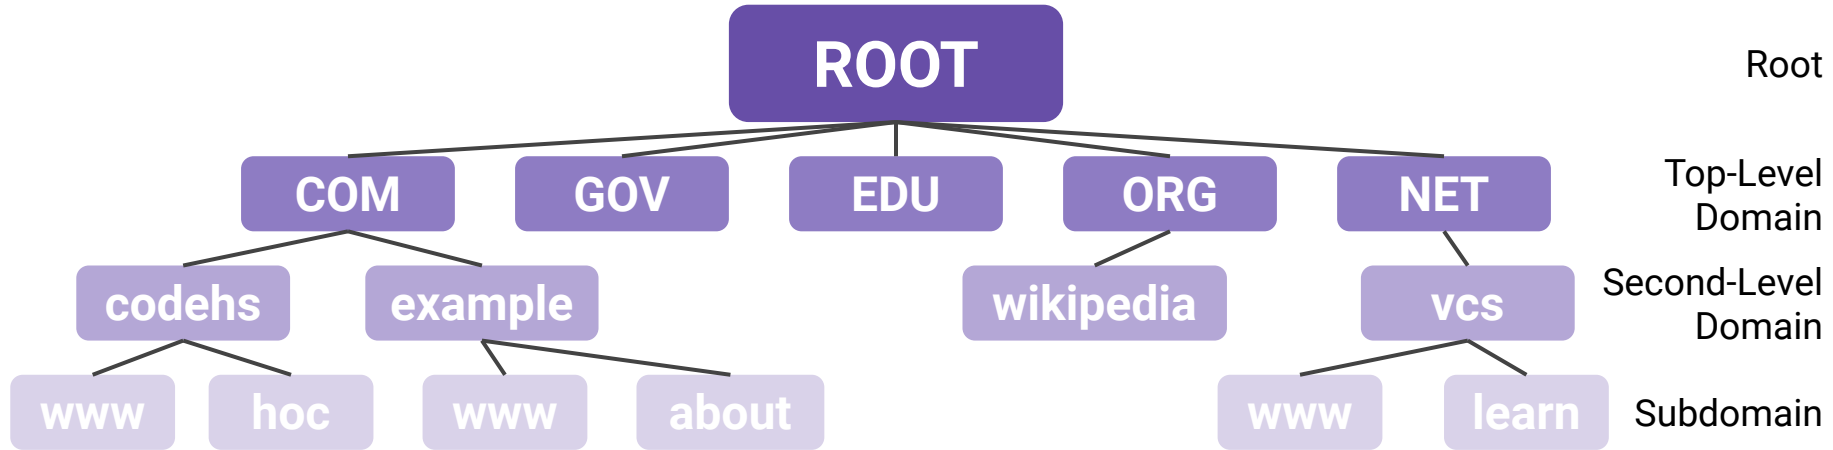 ROOT
Root
COM GOV EDU ORG NET
Top-Level
Domain
codehs example wikipedia vcs
Second-Level
Domain
www hoc www about www learn
Subdomain